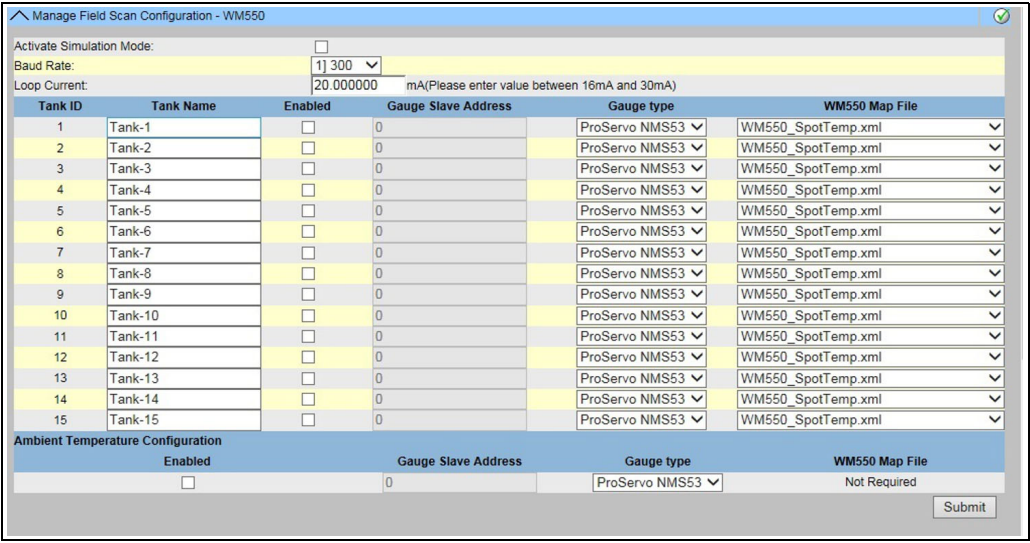 Manage Field Scan Configuration - WM550
Activate Simulation Mode:
Baud Rate: 1] 300
Loop Current: 20.000000 mA(Please enter value between 16mA and 30mA)
Tank ID Tank Name Enabled Gauge Slave Address Gauge type WM550 Map File
1 Tank-1 0 ProServo NMS53 WM550_SpotTemp.xml
2 Tank-2 0 ProServo NMS53 WM550_SpotTemp.xml
3 Tank-3 0 ProServo NMS53 WM550_SpotTemp.xml
4 Tank-4 0 ProServo NMS53 WM550_SpotTemp.xml
5 Tank-5 0 ProServo NMS53 WM550_SpotTemp.xml
6 Tank-6 0 ProServo NMS53 WM550_SpotTemp.xml
7 Tank-7 0 ProServo NMS53 WM550_SpotTemp.xml
8 Tank-8 0 ProServo NMS53 WM550_SpotTemp.xml
9 Tank-9 0 ProServo NMS53 WM550_SpotTemp.xml
10 Tank-10 0 ProServo NMS53 WM550_SpotTemp.xml
11 Tank-11 0 ProServo NMS53 WM550_SpotTemp.xml
12 Tank-12 0 ProServo NMS53 WM550_SpotTemp.xml
13 Tank-13 0 ProServo NMS53 WM550_SpotTemp.xml
14 Tank-14 0 ProServo NMS53 WM550_SpotTemp.xml
15 Tank-15 0 ProServo NMS53 WM550_SpotTemp.xml
Ambient Temperature Configuration
Enabled Gauge Slave Address Gauge type WM550 Map File
0 ProServo NMS53 Not Required
Submit